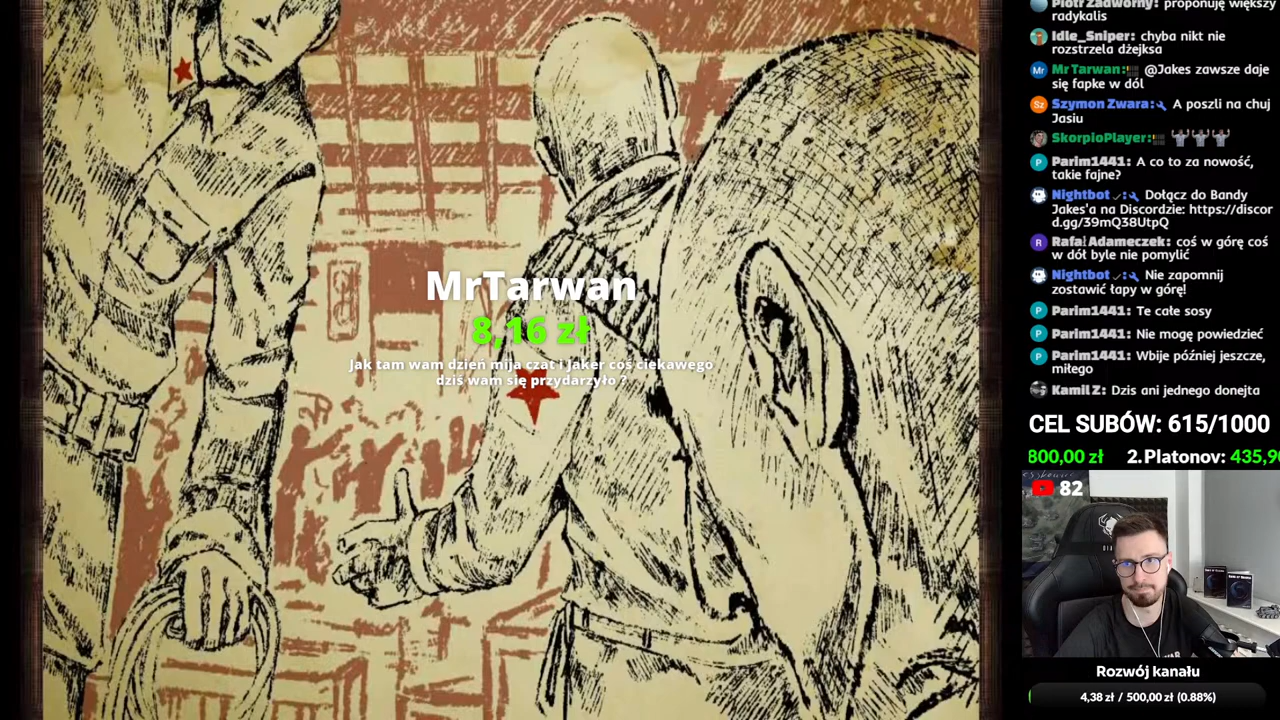 MrTarwan
8,16 zł
Jak tam wam dzień mija czat i jaker coś ciekawego
dziś wam się przydarzyło ?
Piotr Zadworny: proponuję większy
radykalis
Idle_Sniper: chyba nikt nie
rozstrzela dżejksa
Mr Tarwan: @Jakes zawsze daje
się fapke w dól
Szymon Zwara: A poszli na chuj
Jasiu
SkorpioPlayer:
Parim1441: A co to za nowość,
takie fajne?
Nightbot: Dołącz do Bandy
Jakes'a na Discordzie: https://discor
d.gg/39mQ38UtpQ
Rafał Adameczek: coś w górę coś
w dół byle nie pomylić
Nightbot: Nie zapomnij
zostawić łapy w górę!
Parim1441: Te całe sosy
Parim1441: Nie mogę powiedzieć
Parim1441: Wbije później jeszcze,
miłego
Kamil Z: Dzis ani jednego donejta
CEL SUBÓW: 615/1000
800,00 zł 2. Platonov: 435,9
82
Rozwój kanału
4,38 zł / 500,00 zł (0.88%)